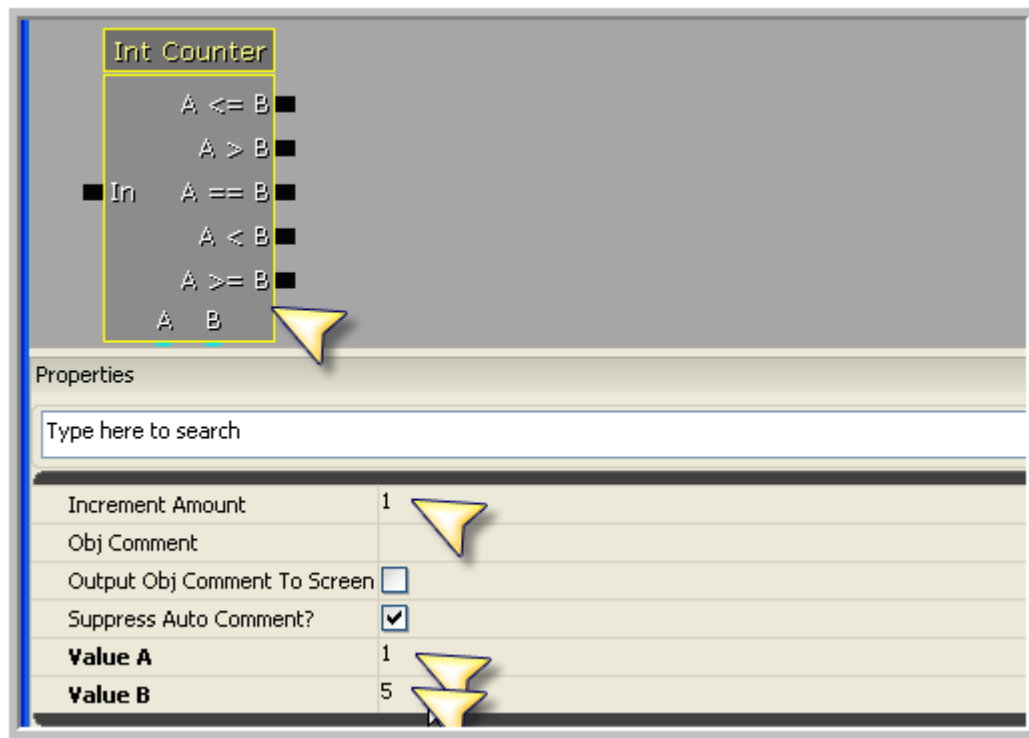 Int Counter
A <= B
A > B
In A == B
A < B
A >= B
A B
Properties
Type here to search
Increment Amount 1
Obj Comment
Output Obj Comment To Screen
Suppress Auto Comment?
Value A 1
Value B 5